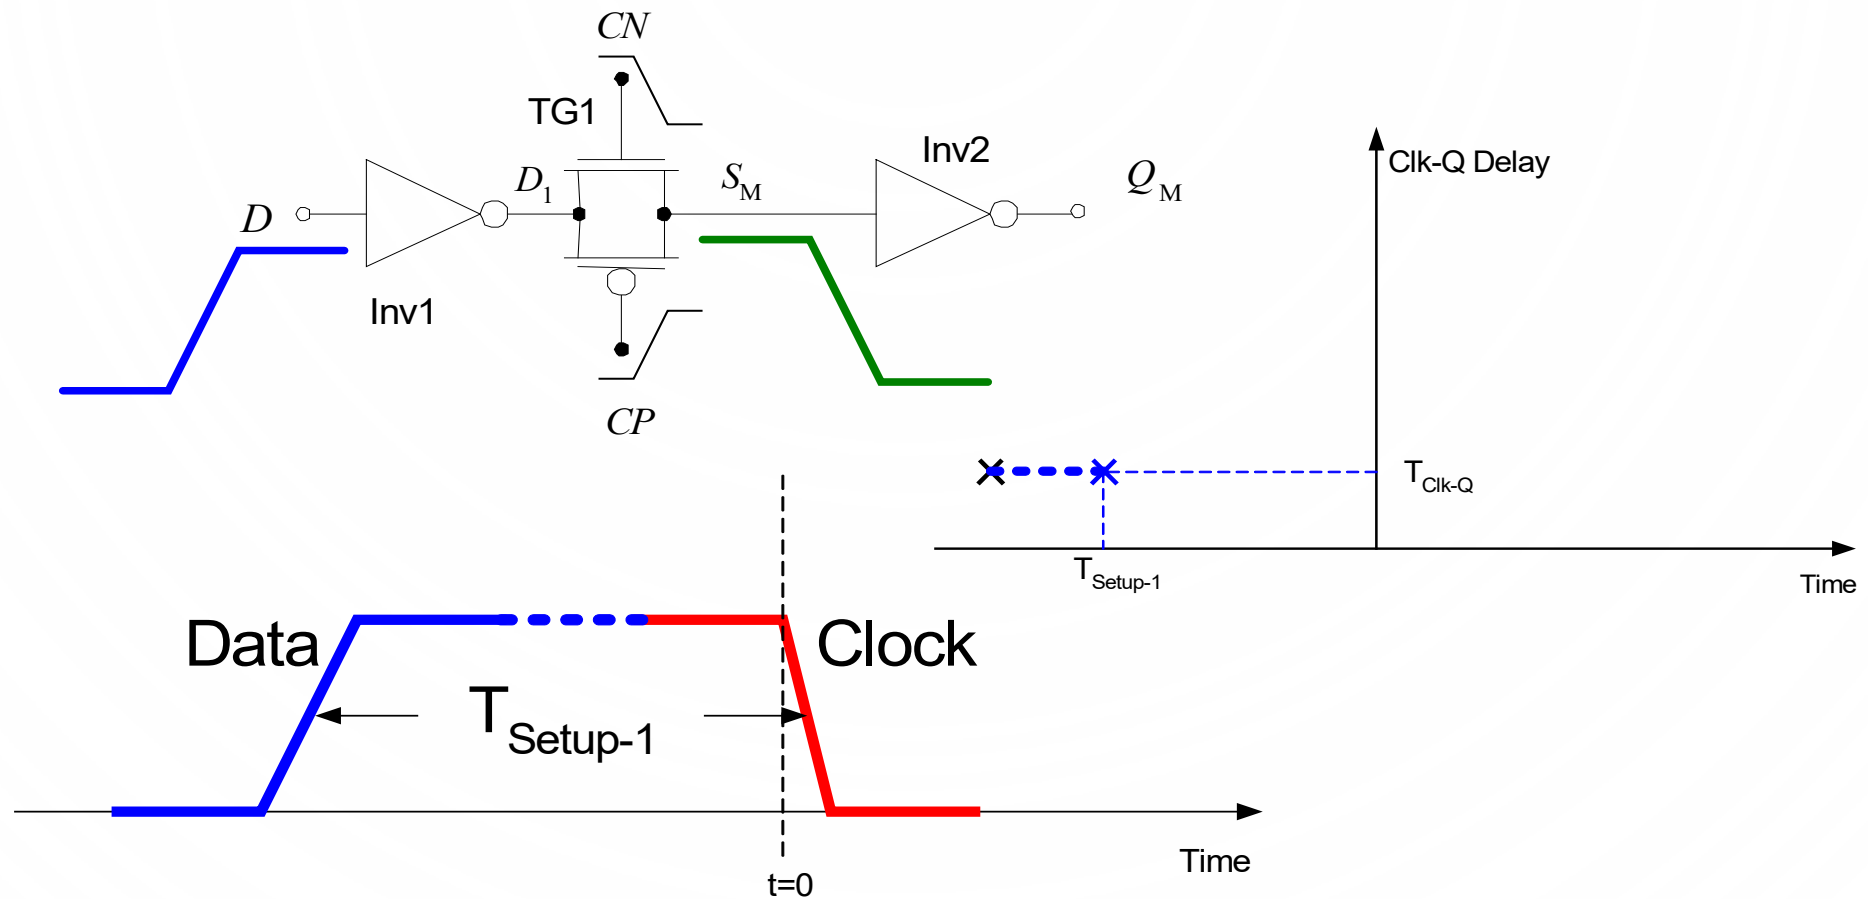 CN
TG1
Inv2
D
D1
SM
QM
Clk-Q Delay
Inv1
CP
TClk-Q
TSetup-1
Time
Data
Clock
TSetup-1
Time
t=0